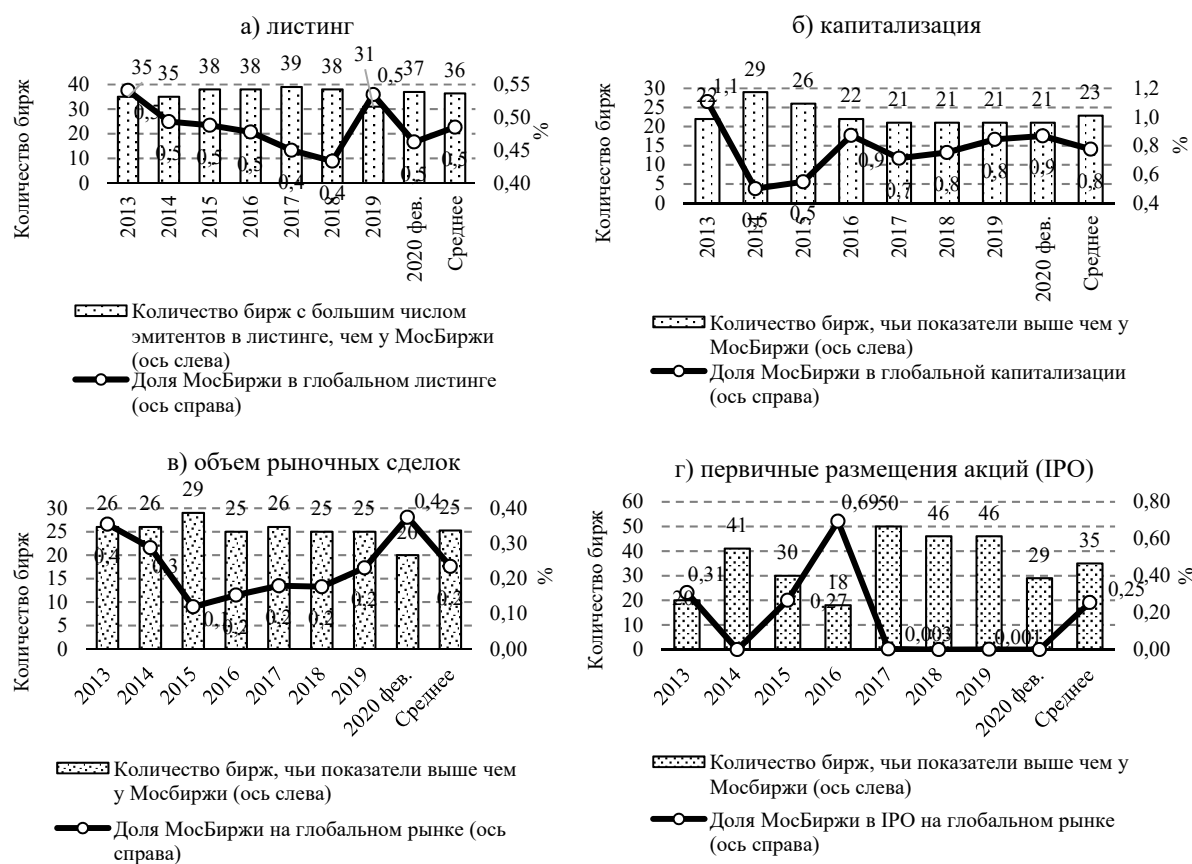 а) листинг
35 35 38 38 39 38 31 37 36
Количество бирж
40
30
20
10
0
0,5 0,5 0,5 0,4 0,4 0,5 0,5 0,5
0,55
0,50
0,45
0,40
%
2013 2014 2015 2016 2017 2018 2019 2020 фев. Среднее
Количество бирж с большим числом
эмитентов в листинге, чем у МосБиржи
(ось слева)
Доля МосБиржи в глобальном листинге
(ось справа)
б) капитализация
22 29 26 22 21 21 21 21 23
Количество бирж
30
25
20
15
10
5
0
1,1 0,5 0,5 0,9 0,7 0,8 0,8 0,9 0,8
1,2
1,0
0,8
0,6
0,4
%
2013 2014 2015 2016 2017 2018 2019 2020 фев. Среднее
Количество бирж, чьи показатели выше чем у
МосБиржи (ось слева)
Доля МосБиржи в глобальной капитализации
(ось справа)
в) объем рыночных сделок
26 26 29 25 26 25 25 20 25
Количество бирж
30
25
20
15
10
5
0
0,4 0,3 0,2 0,2 0,2 0,2 0,4 0,2
0,40
0,30
0,20
0,10
0,00
%
2013 2014 2015 2016 2017 2018 2019 2020 фев. Среднее
Количество бирж, чьи показатели выше чем
у Мосбиржи (ось слева)
Доля МосБиржи на глобальном рынке (ось
справа)
г) первичные размещения акций (IPO)
20 41 30 18 50 46 46 29 35
Количество бирж
60
50
40
30
20
10
0
0,31 0,27 0,69 0,003 0,001 0,25
0,80
0,60
0,40
0,20
0,00
%
2013 2014 2015 2016 2017 2018 2019 2020 фев. Среднее
Количество бирж, чьи показатели выше чем у
Мосбиржи (ось слева)
Доля МосБиржи в IPO на глобальном рынке
(ось справа)